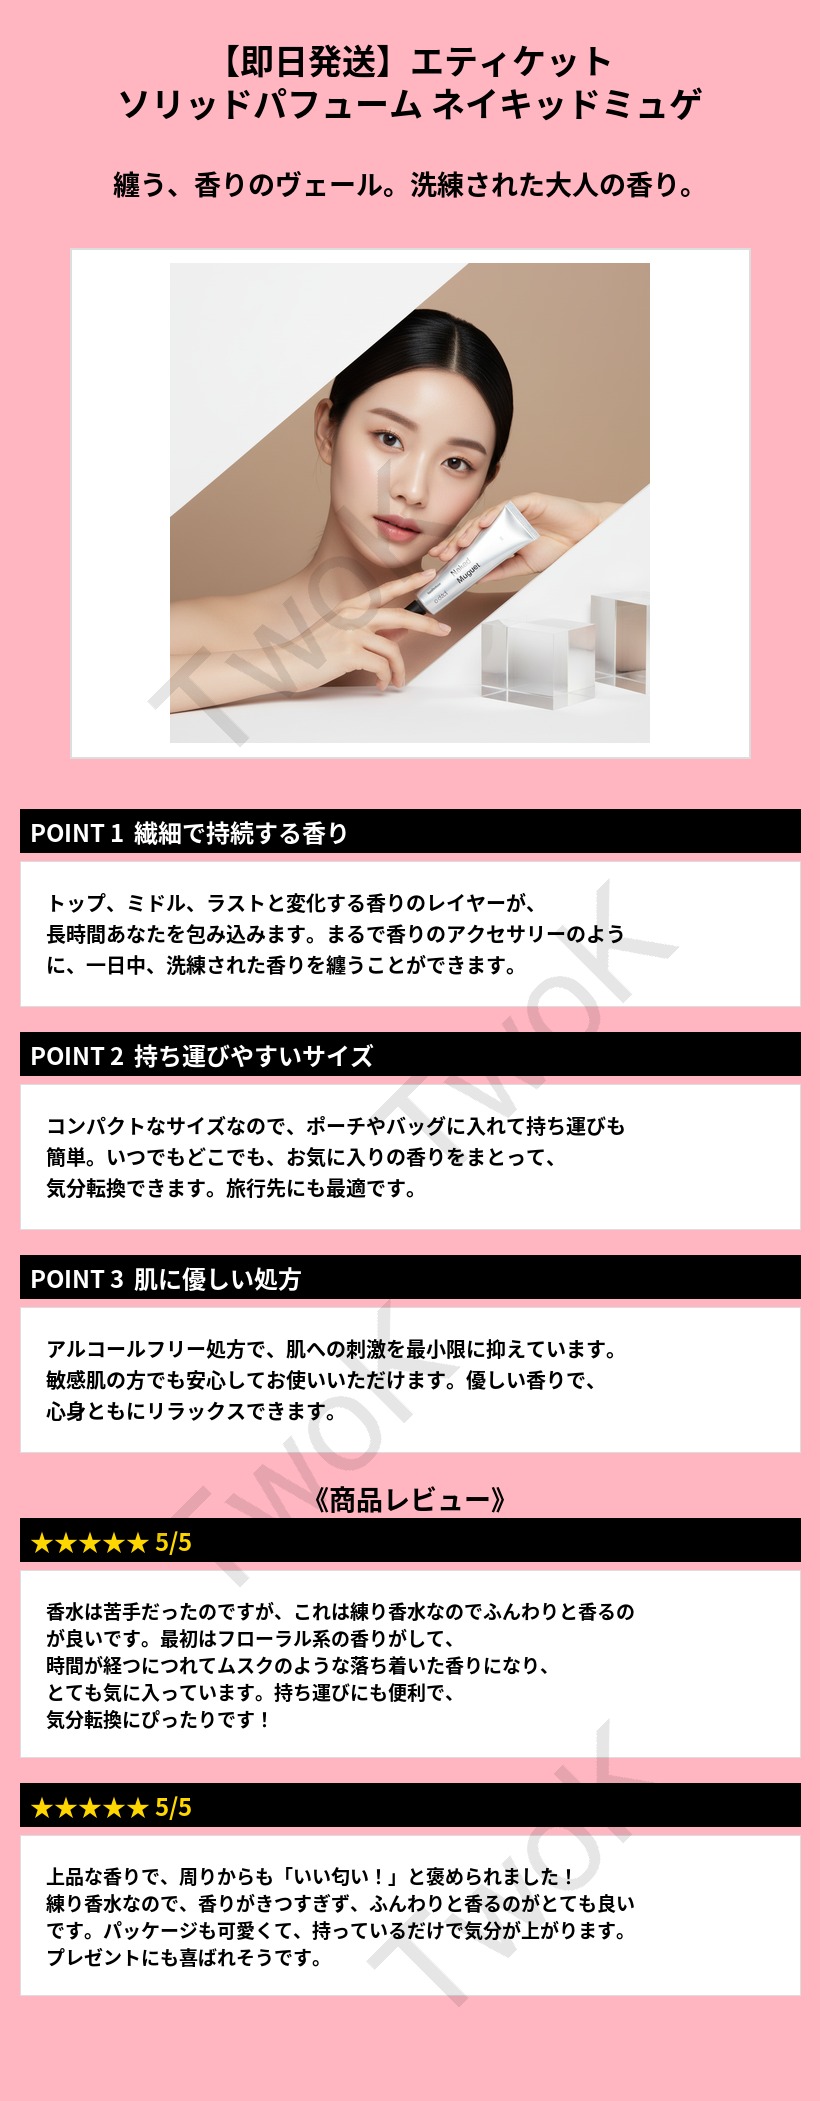 【即日発送】エティケット
ソリッドパフューム ネイキッドミュゲ
纏う、香りのヴェール。洗練された大人の香り。
Naked
Muguet
TwoK
POINT 1 繊細で持続する香り
トップ、ミドル、ラストと変化する香りのレイヤーが、
長時間あなたを包み込みます。まるで香りのアクセサリーのよう
に、一日中、洗練された香りを纏うことができます。
TwoK
POINT 2 持ち運びやすいサイズ
コンパクトなサイズなので、ポーチやバッグに入れて持ち運びも
簡単。いつでもどこでも、お気に入りの香りをまとって、
気分転換できます。旅行先にも最適です。
POINT 3 肌に優しい処方
アルコールフリー処方で、肌への刺激を最小限に抑えています。
敏感肌の方でも安心してお使いいただけます。優しい香りで、
心身ともにリラックスできます。
TwoK
《商品レビュー》
★★★★★ 5/5
香水は苦手だったのですが、これは練り香水なのでふんわりと香るの
が良いです。最初はフローラル系の香りがして、
時間が経つにつれてムスクのような落ち着いた香りになり、
とても気に入っています。持ち運びにも便利で、
気分転換にぴったりです！
★★★★★ 5/5
上品な香りで、周りからも「いい匂い！」と褒められました！
練り香水なので、香りがきつすぎず、ふんわりと香るのがとても良い
です。パッケージも可愛くて、持っているだけで気分が上がります。
プレゼントにも喜ばれそうです。
TwoK